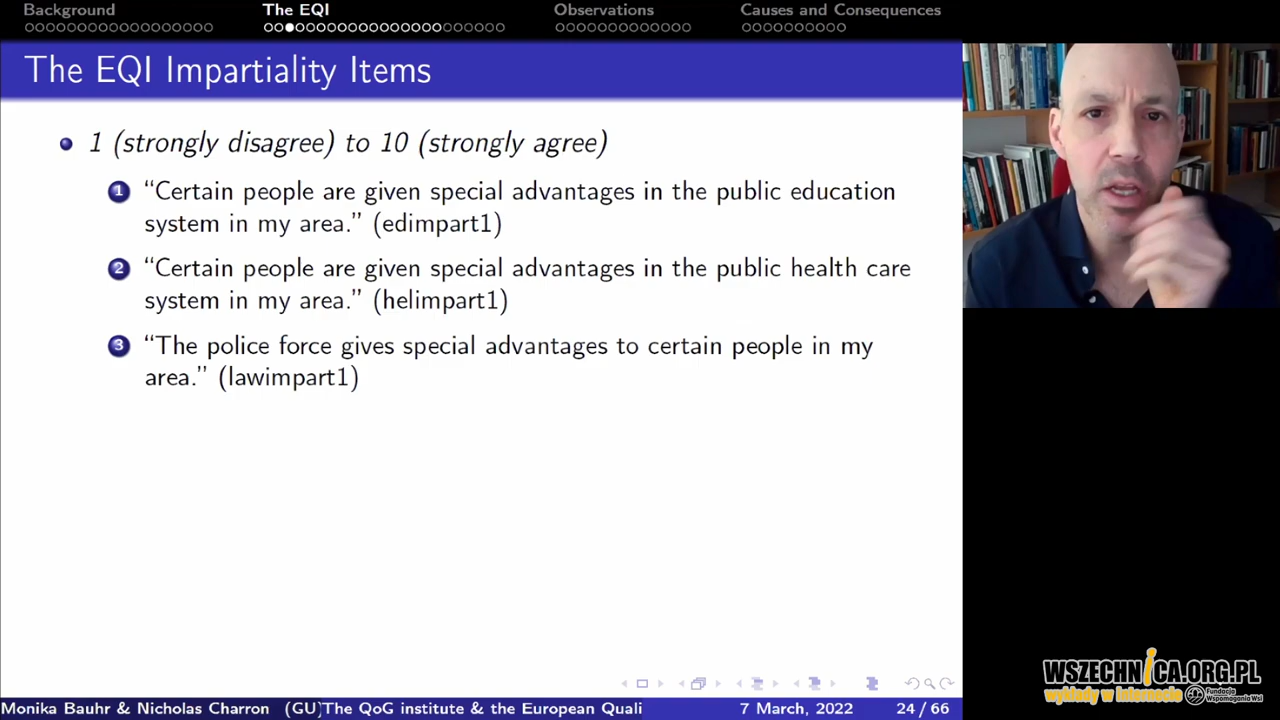 Background
The EQI
Observations
Causes and Consequences
The EQI Impartiality Items
1 (strongly disagree) to 10 (strongly agree)
1 “Certain people are given special advantages in the public education
system in my area.” (edimpart1)
2 “Certain people are given special advantages in the public health care
system in my area.” (helimpart1)
3 “The police force gives special advantages to certain people in my
area.” (lawimpart1)
WSZECHNICA.ORG.PL
wykłady w internecie
Fundacja
Wspomagania Wsi
Monika Bauhr & Nicholas Charron (GU)
The QoG institute & the European Quali
7 March, 2022
24 / 66